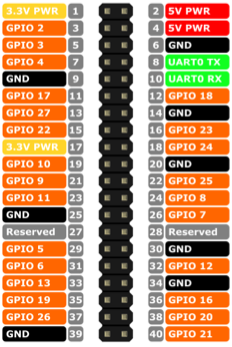 3.3V PWR 1 2 5V PWR
GPIO 2 3 4 5V PWR
GPIO 3 5 6 GND
GPIO 4 7 8 UART0 TX
GND 9 10 UART0 RX
GPIO 17 11 12 GPIO 18
GPIO 27 13 14 GND
GPIO 22 15 16 GPIO 23
3.3V PWR 17 18 GPIO 24
GPIO 10 19 20 GND
GPIO 9 21 22 GPIO 25
GPIO 11 23 24 GPIO 8
GND 25 26 GPIO 7
Reserved 27 28 Reserved
GPIO 5 29 30 GND
GPIO 6 31 32 GPIO 12
GPIO 13 33 34 GND
GPIO 19 35 36 GPIO 16
GPIO 26 37 38 GPIO 20
GND 39 40 GPIO 21